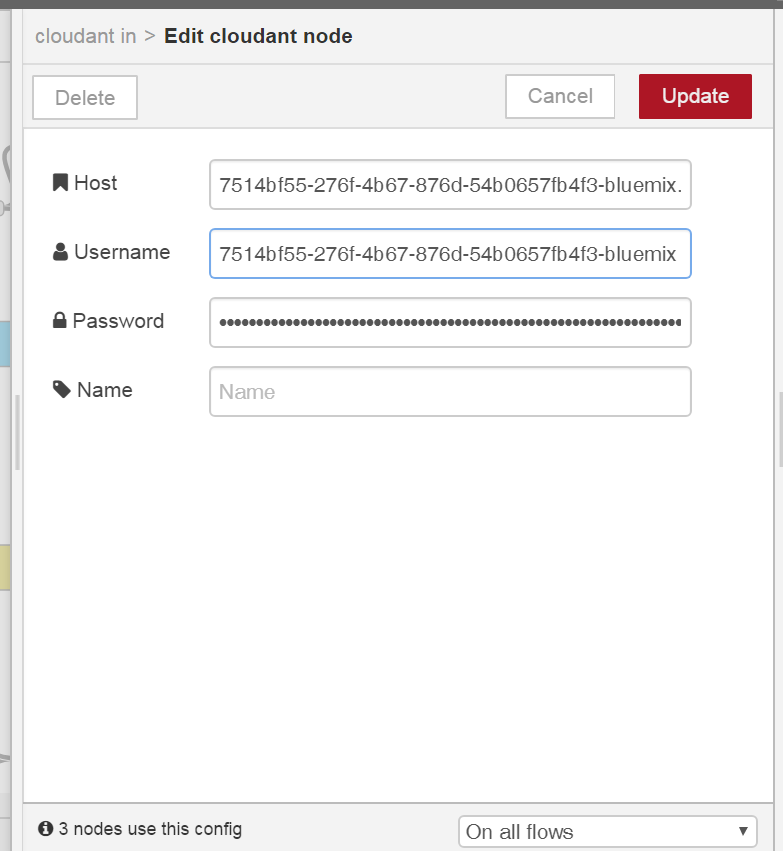 cloudant in > Edit cloudant node
Delete
Cancel
Update
Host
7514bf55-276f-4b67-876d-54b0657fb4f3-bluemix.
Username
7514bf55-276f-4b67-876d-54b0657fb4f3-bluemix
Password
Name
Name
3 nodes use this config
On all flows